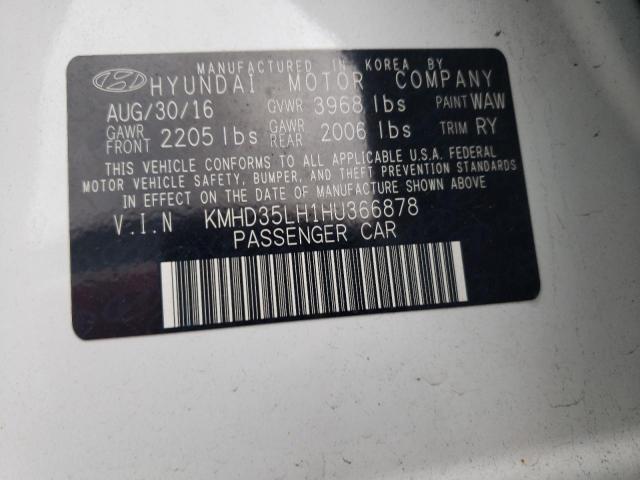 MANUFACTURED IN KOREA BY
HYUNDAI MOTOR COMPANY
AUG/30/16 GVWR 3968 lbs PAINT WAW
GAWR FRONT 2205 lbs GAWR REAR 2006 lbs TRIM RY
THIS VEHICLE CONFORMS TO ALL APPLICABLE U.S.A. FEDERAL
MOTOR VEHICLE SAFETY, BUMPER, AND THEFT PREVENTION STANDARDS
IN EFFECT ON THE DATE OF MANUFACTURE SHOWN ABOVE.
V.I.N KMHD35LH1HU366878
PASSENGER CAR